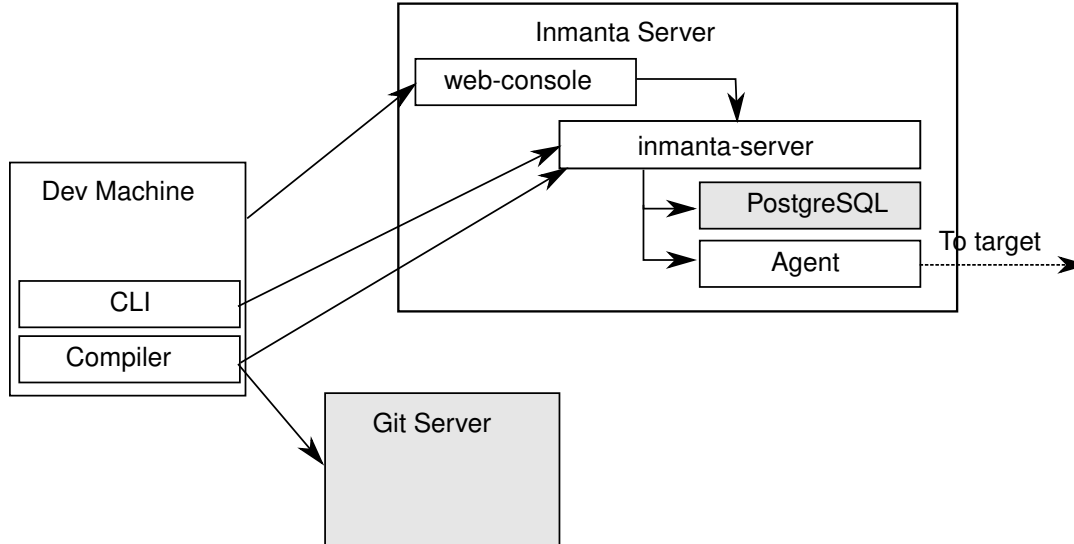 Inmanta Server
web-console
inmanta-server
Dev Machine
PostgreSQL
To target
Agent
CLI
Compiler
Git Server